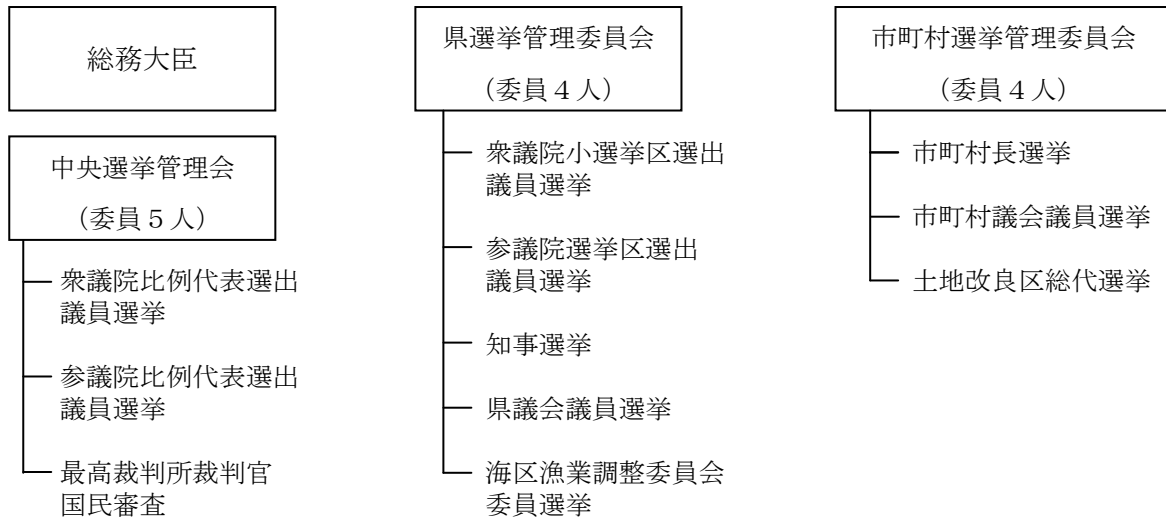 総務大臣
中央選挙管理会
（委員５人）
衆議院比例代表選出
議員選挙
参議院比例代表選出
議員選挙
最高裁判所裁判官
国民審査
県選挙管理委員会
（委員４人）
衆議院小選挙区選出
議員選挙
参議院選挙区選出
議員選挙
知事選挙
県議会議員選挙
海区漁業調整委員会
委員選挙
市町村選挙管理委員会
（委員４人）
市町村長選挙
市町村議会議員選挙
土地改良区総代選挙